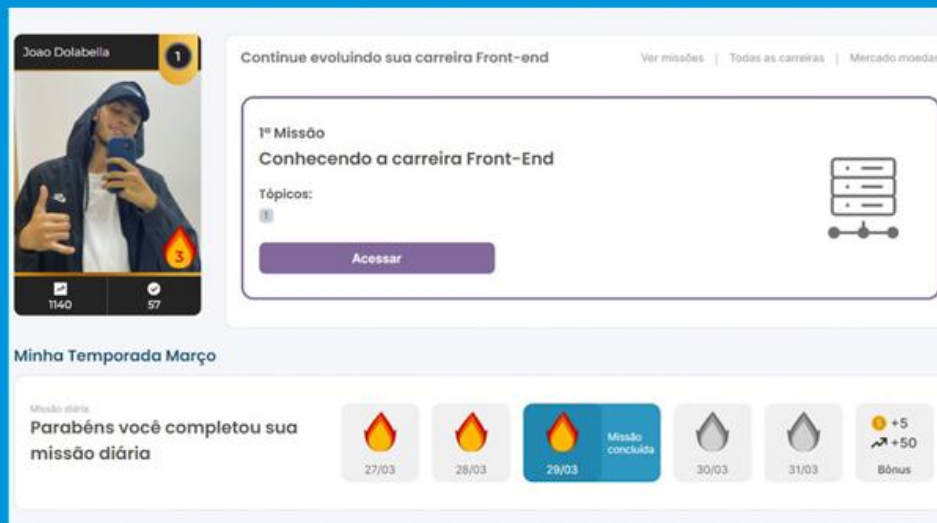 Joao Dolabella
1
3
1140
57
Continue evoluindo sua carreira Front-end
Ver missões | Todas as carreiras | Mercado moedas
1ª Missão
Conhecendo a carreira Front-End
Tópicos:
1
Acessar
Minha Temporada Março
Missão diária
Parabéns você completou sua
missão diária
27/03
28/03
29/03
Missão
concluída
30/03
31/03
+5
+50
Bônus